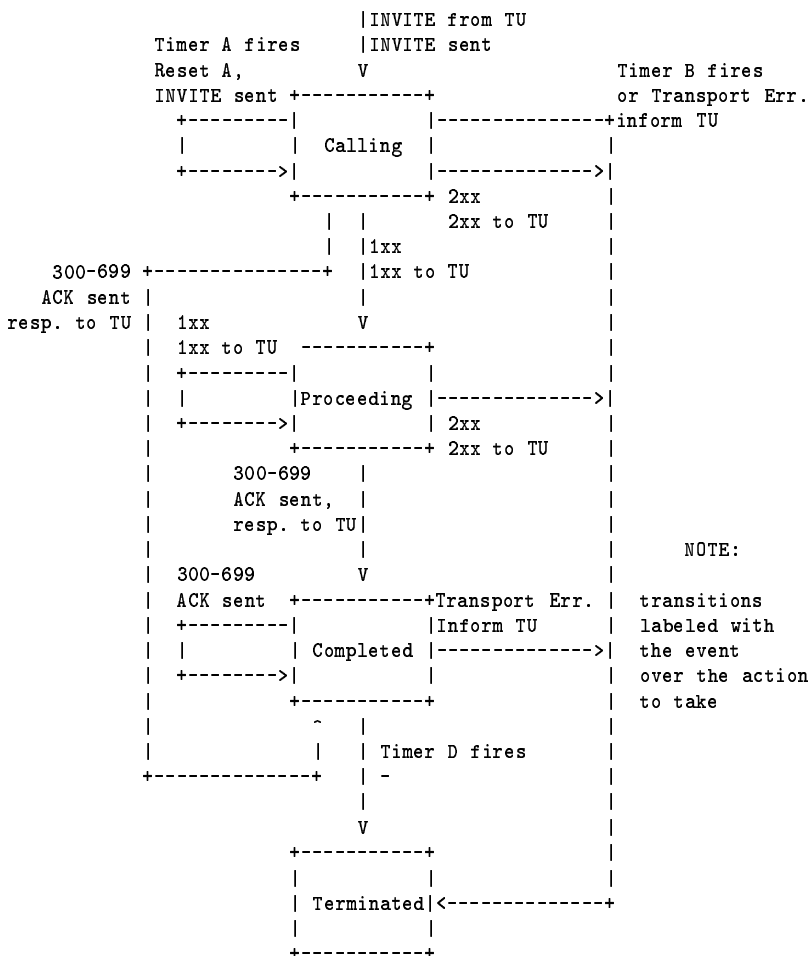 |INVITE from TU
Timer A fires |INVITE sent
Reset A, V Timer B fires
INVITE sent or Transport Err.
inform TU
Calling
2xx
2xx to TU
1xx
300-699 1xx to TU
ACK sent
resp. to TU 1xx V
1xx to TU
Proceeding
2xx
2xx to TU
300-699
ACK sent,
resp. to TU
NOTE:
300-699 V
ACK sent Transport Err. transitions
Inform TU labeled with
Completed the event
over the action
to take
Timer D fires
-
V
Terminated